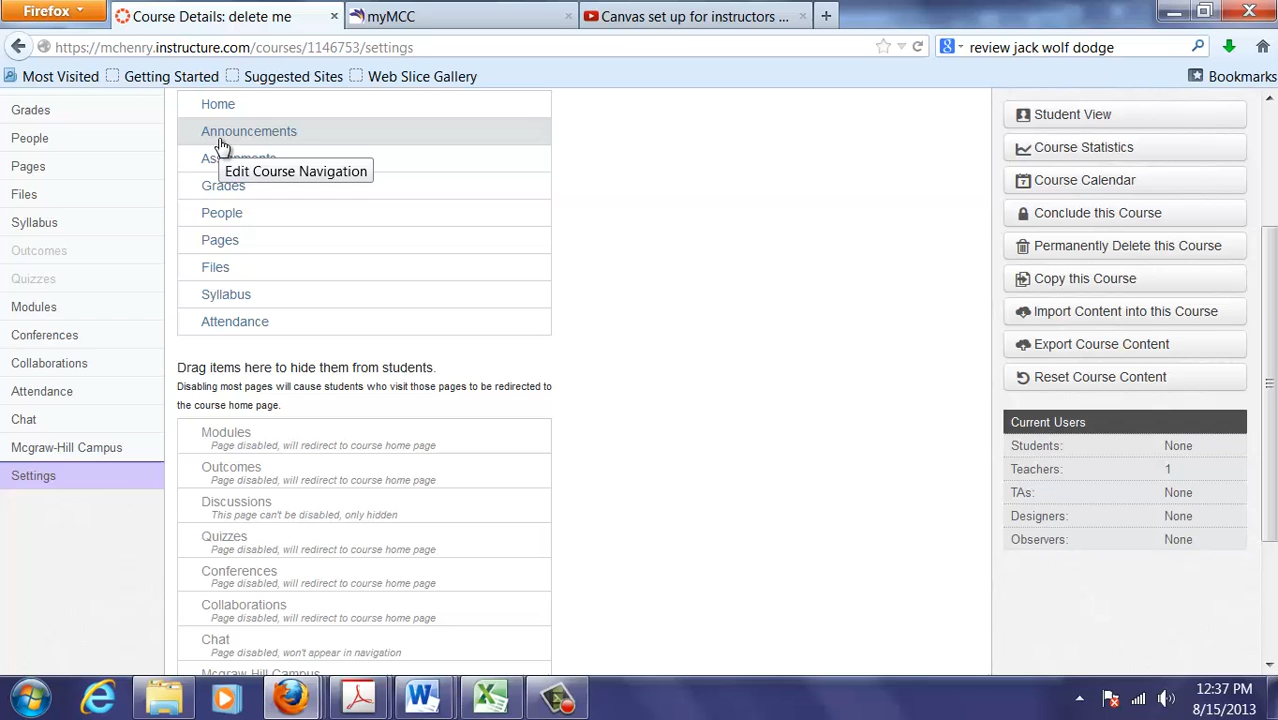 Firefox
Course Details: delete me
myMCC
Canvas set up for instructors ...
https://mchenry.instructure.com/courses/1146753/settings
review jack wolf dodge
Most Visited
Getting Started
Suggested Sites
Web Slice Gallery
Bookmarks
Grades
People
Pages
Files
Syllabus
Outcomes
Quizzes
Modules
Conferences
Collaborations
Attendance
Chat
Mcgraw-Hill Campus
Settings
Home
Announcements
Assignments
Edit Course Navigation
Grades
People
Pages
Files
Syllabus
Attendance
Drag items here to hide them from students.
Disabling most pages will cause students who visit those pages to be redirected to
the course home page.
Modules
Page disabled, will redirect to course home page
Outcomes
Page disabled, will redirect to course home page
Discussions
This page can't be disabled, only hidden
Quizzes
Page disabled, will redirect to course home page
Conferences
Page disabled, will redirect to course home page
Collaborations
Page disabled, will redirect to course home page
Chat
Page disabled, won't appear in navigation
Mcgraw-Hill Campus
Student View
Course Statistics
Course Calendar
Conclude this Course
Permanently Delete this Course
Copy this Course
Import Content into this Course
Export Course Content
Reset Course Content
Current Users
Students: None
Teachers: 1
TAs: None
Designers: None
Observers: None
12:37 PM
8/15/2013